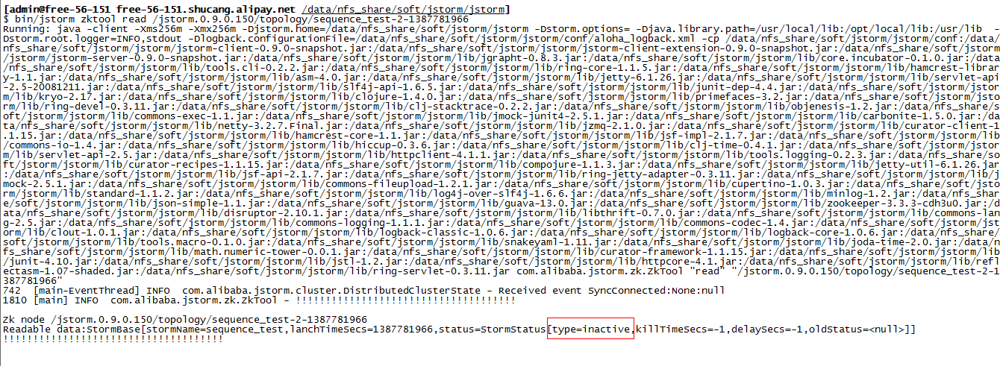 [admin@free-56-151 free-56-151.shucang.alipay.net /data/nfs_share/soft/jstorm/jstorm]
$ bin/jstorm zktool read /jstorm.0.9.0.150/topology/sequence_test-2-1387781966
Running: java -client -Xms256m -Xmx256m -Djstorm.home=/data/nfs_share/soft/jstorm/jstorm -Dstorm.options= -Djava.library.path=/usr/local/lib:/opt/local/lib:/usr/lib -
Dstorm.root.logger=INFO,stdout -Dlogback.configurationFile=/data/nfs_share/soft/jstorm/jstorm/conf/aloha_logback.xml -cp /data/nfs_share/soft/jstorm/jstorm/conf:/data/
nfs_share/soft/jstorm/jstorm/jstorm-client-0.9.0-snapshot.jar:/data/nfs_share/soft/jstorm/jstorm/jstorm-client-extension-0.9.0-snapshot.jar:/data/nfs_share/soft/jstorm
/jstorm/jstorm-server-0.9.0-snapshot.jar:/data/nfs_share/soft/jstorm/jstorm/lib/jgrapht-0.8.3.jar:/data/nfs_share/soft/jstorm/jstorm/lib/core.incubator-0.1.0.jar:/data
/nfs_share/soft/jstorm/jstorm/lib/tools.cli-0.2.2.jar:/data/nfs_share/soft/jstorm/jstorm/lib/ring-core-1.1.5.jar:/data/nfs_share/soft/jstorm/jstorm/lib/hamcrest-librar
y-1.1.jar:/data/nfs_share/soft/jstorm/jstorm/lib/asm-4.0.jar:/data/nfs_share/soft/jstorm/jstorm/lib/jetty-6.1.26.jar:/data/nfs_share/soft/jstorm/jstorm/lib/servlet-api
-2.5-20081211.jar:/data/nfs_share/soft/jstorm/jstorm/lib/slf4j-api-1.6.5.jar:/data/nfs_share/soft/jstorm/jstorm/lib/junit-dep-4.4.jar:/data/nfs_share/soft/jstorm/jstor
m/lib/kryo-2.17.jar:/data/nfs_share/soft/jstorm/jstorm/lib/clojure-1.4.0.jar:/data/nfs_share/soft/jstorm/jstorm/lib/primefaces-3.2.jar:/data/nfs_share/soft/jstorm/jsto
rm/lib/ring-devel-0.3.11.jar:/data/nfs_share/soft/jstorm/jstorm/lib/clj-stacktrace-0.2.2.jar:/data/nfs_share/soft/jstorm/jstorm/lib/objenesis-1.2.jar:/data/nfs_share/s
oft/jstorm/jstorm/lib/commons-exec-1.1.jar:/data/nfs_share/soft/jstorm/jstorm/lib/jmock-junit4-2.5.1.jar:/data/nfs_share/soft/jstorm/jstorm/lib/carbonite-1.5.0.jar:/da
ta/nfs_share/soft/jstorm/jstorm/lib/netty-3.2.7.Final.jar:/data/nfs_share/soft/jstorm/jstorm/lib/jzmq-2.1.0.jar:/data/nfs_share/soft/jstorm/jstorm/lib/curator-client-1
.1.15.jar:/data/nfs_share/soft/jstorm/jstorm/lib/hamcrest-core-1.1.jar:/data/nfs_share/soft/jstorm/jstorm/lib/jsf-impl-2.1.7.jar:/data/nfs_share/soft/jstorm/jstorm/lib
/commons-io-1.4.jar:/data/nfs_share/soft/jstorm/jstorm/lib/hiccup-0.3.6.jar:/data/nfs_share/soft/jstorm/jstorm/lib/clj-time-0.4.1.jar:/data/nfs_share/soft/jstorm/jstor
m/lib/servlet-api-2.5.jar:/data/nfs_share/soft/jstorm/jstorm/lib/httpclient-4.1.1.jar:/data/nfs_share/soft/jstorm/jstorm/lib/tools.logging-0.2.3.jar:/data/nfs_share/so
ft/jstorm/jstorm/lib/curator-recipes-1.1.15.jar:/data/nfs_share/soft/jstorm/jstorm/lib/compojure-1.1.3.jar:/data/nfs_share/soft/jstorm/jstorm/lib/jetty-util-6.1.26.jar
:/data/nfs_share/soft/jstorm/jstorm/lib/jsf-api-2.1.7.jar:/data/nfs_share/soft/jstorm/jstorm/lib/ring-jetty-adapter-0.3.11.jar:/data/nfs_share/soft/jstorm/jstorm/lib/j
mock-2.5.1.jar:/data/nfs_share/soft/jstorm/jstorm/lib/commons-fileupload-1.2.1.jar:/data/nfs_share/soft/jstorm/jstorm/lib/cupertino-1.0.3.jar:/data/nfs_share/soft/jsto
rm/jstorm/lib/standard-1.1.2.jar:/data/nfs_share/soft/jstorm/jstorm/lib/log4j-over-slf4j-1.6.6.jar:/data/nfs_share/soft/jstorm/jstorm/lib/minlog-1.2.jar:/data/nfs_shar
e/soft/jstorm/jstorm/lib/json-simple-1.1.jar:/data/nfs_share/soft/jstorm/jstorm/lib/guava-13.0.jar:/data/nfs_share/soft/jstorm/jstorm/lib/zookeeper-3.3.3-cdh3u0.jar:/d
ata/nfs_share/soft/jstorm/jstorm/lib/disruptor-2.10.1.jar:/data/nfs_share/soft/jstorm/jstorm/lib/libthrift-0.7.0.jar:/data/nfs_share/soft/jstorm/jstorm/lib/commons-lan
g-2.5.jar:/data/nfs_share/soft/jstorm/jstorm/lib/commons-logging-1.1.1.jar:/data/nfs_share/soft/jstorm/jstorm/lib/commons-codec-1.4.jar:/data/nfs_share/soft/jstorm/jst
orm/lib/clout-1.0.1.jar:/data/nfs_share/soft/jstorm/jstorm/lib/logback-classic-1.0.6.jar:/data/nfs_share/soft/jstorm/jstorm/lib/logback-core-1.0.6.jar:/data/nfs_share/
soft/jstorm/jstorm/lib/tools.macro-0.1.0.jar:/data/nfs_share/soft/jstorm/jstorm/lib/snakeyaml-1.11.jar:/data/nfs_share/soft/jstorm/jstorm/lib/joda-time-2.0.jar:/data/n
fs_share/soft/jstorm/jstorm/lib/math.numeric-tower-0.0.1.jar:/data/nfs_share/soft/jstorm/jstorm/lib/curator-framework-1.1.15.jar:/data/nfs_share/soft/jstorm/jstorm/lib
/junit-4.10.jar:/data/nfs_share/soft/jstorm/jstorm/lib/jstl-1.2.jar:/data/nfs_share/soft/jstorm/jstorm/lib/httpcore-4.1.jar:/data/nfs_share/soft/jstorm/jstorm/lib/refl
ectasm-1.07-shaded.jar:/data/nfs_share/soft/jstorm/jstorm/lib/ring-servlet-0.3.11.jar com.alibaba.jstorm.zk.ZkTool "read" "/jstorm.0.9.0.150/topology/sequence_test-2-1
387781966"
742 [main-EventThread] INFO com.alibaba.jstorm.cluster.DistributedClusterState - Received event SyncConnected:None:null
1810 [main] INFO com.alibaba.jstorm.zk.ZkTool - !!!!!!!!!!!!!!!!!!!!!!!!!!!!!!!!!!!!!
Zk node /jstorm.0.9.0.150/topology/sequence_test-2-1387781966
Readable data:StormBase[stormName=sequence_test,lanchTimeSecs=1387781966,status=StormStatus[type=inactive,killTimeSecs=-1,delaySecs=-1,oldStatus=<null>]]
!!!!!!!!!!!!!!!!!!!!!!!!!!!!!!!!!!!!!